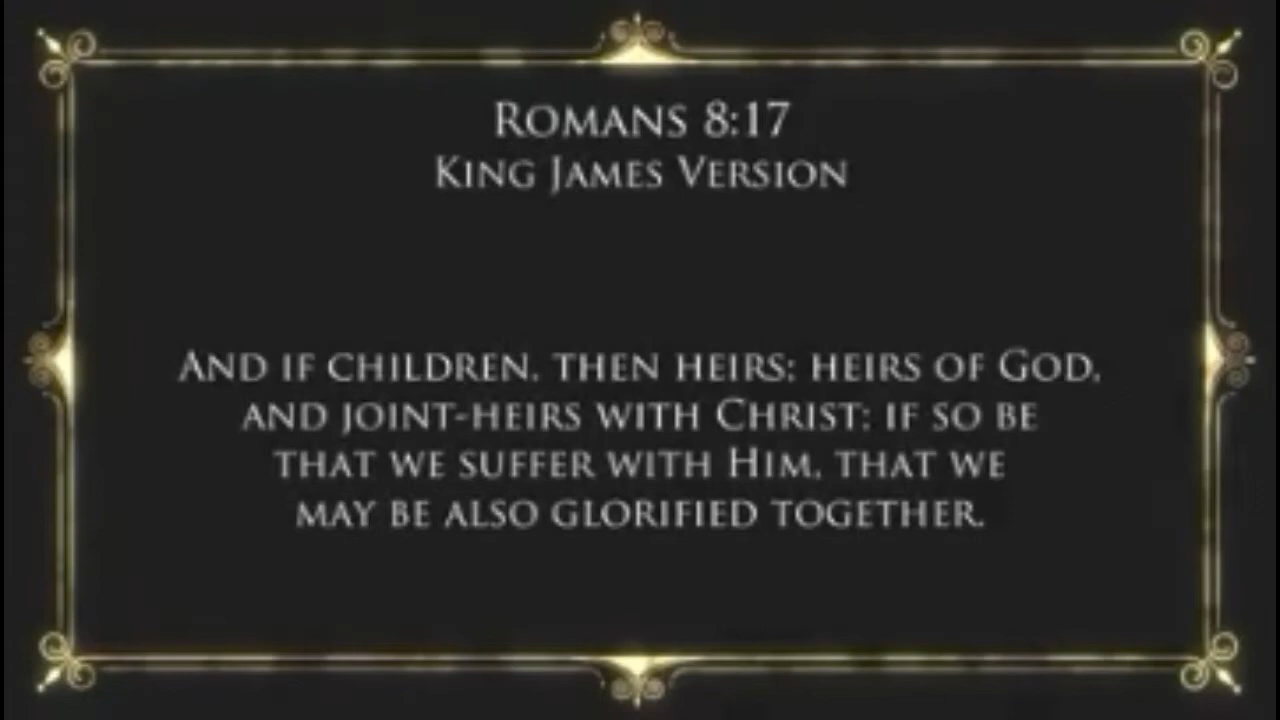 Romans 8:17
King James Version
And if children, then heirs; heirs of God,
and joint-heirs with Christ; if so be
that we suffer with Him, that we
may be also glorified together.